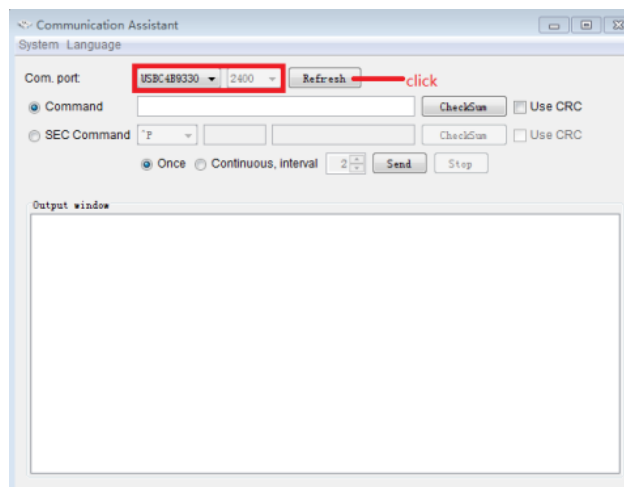 Communication Assistant
System Language
Com. port: USBC4B9330 2400 Refresh click
Command CheckSum Use CRC
SEC Command ^P CheckSum Use CRC
Once Continuous, interval 2 Send Stop
Output window